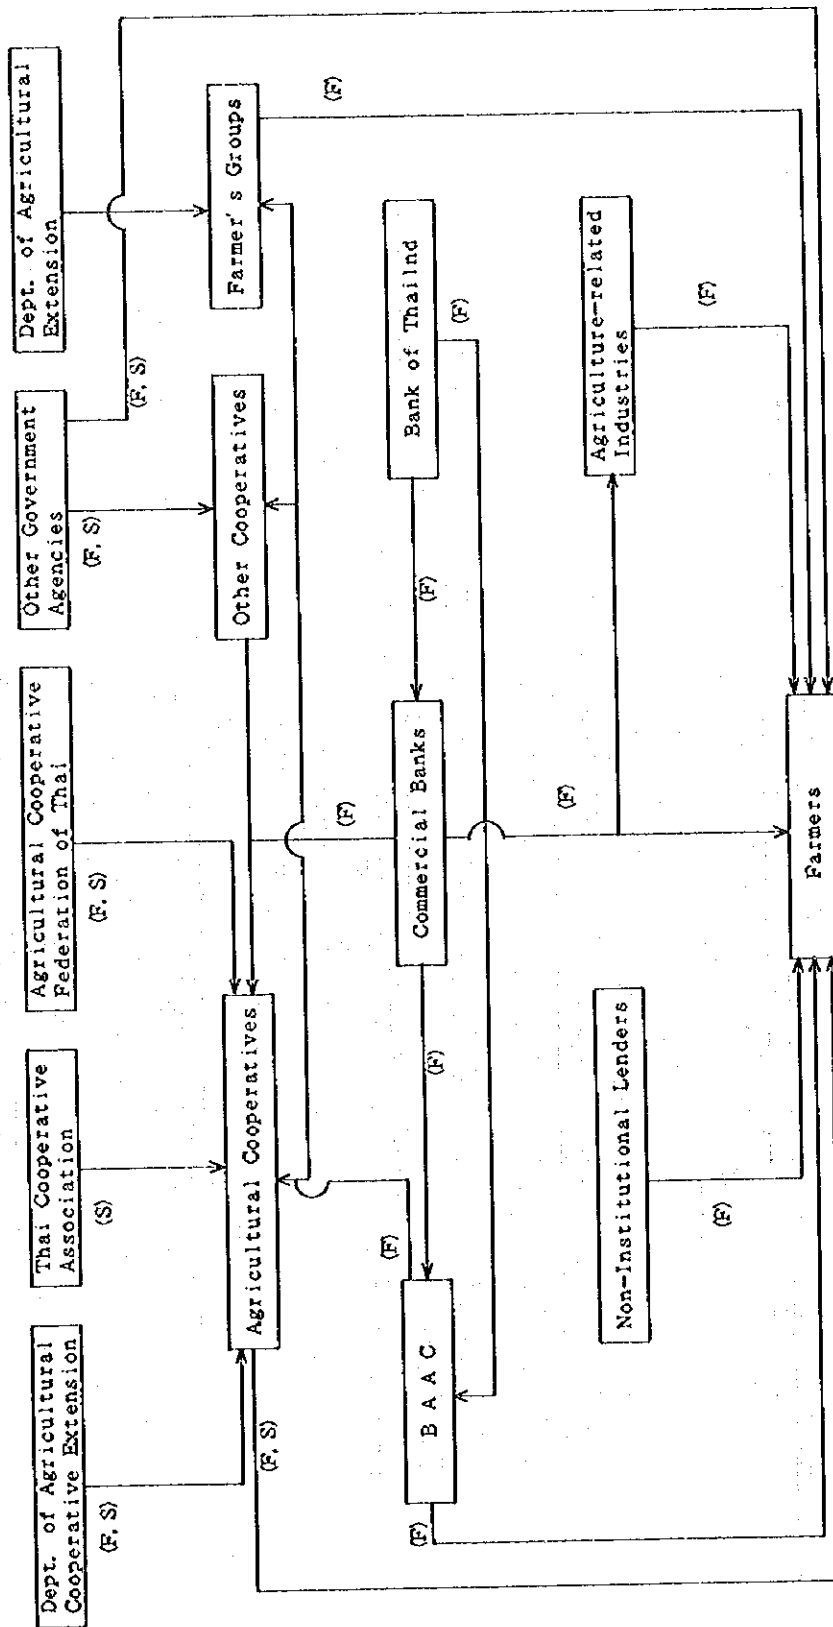 Dept. of Agricultural
Cooperative Extension
Thai Cooperative
Association
Agricultural Cooperative
Federation of Thai
Other Government
Agencies
Dept. of Agricultural
Extension
(F, S)
(S)
(F, S)
(F, S)
(F, S)
Agricultural Cooperatives
Other Cooperatives
Farmer's Groups
(F, S)
(F)
(F)
(F)
B A A C
Commercial Banks
Bank of Thailnd
(F)
(F)
(F)
(F)
(F)
Non-Institutional Lenders
Agriculture-related
Industries
(F)
(F)
Farmers